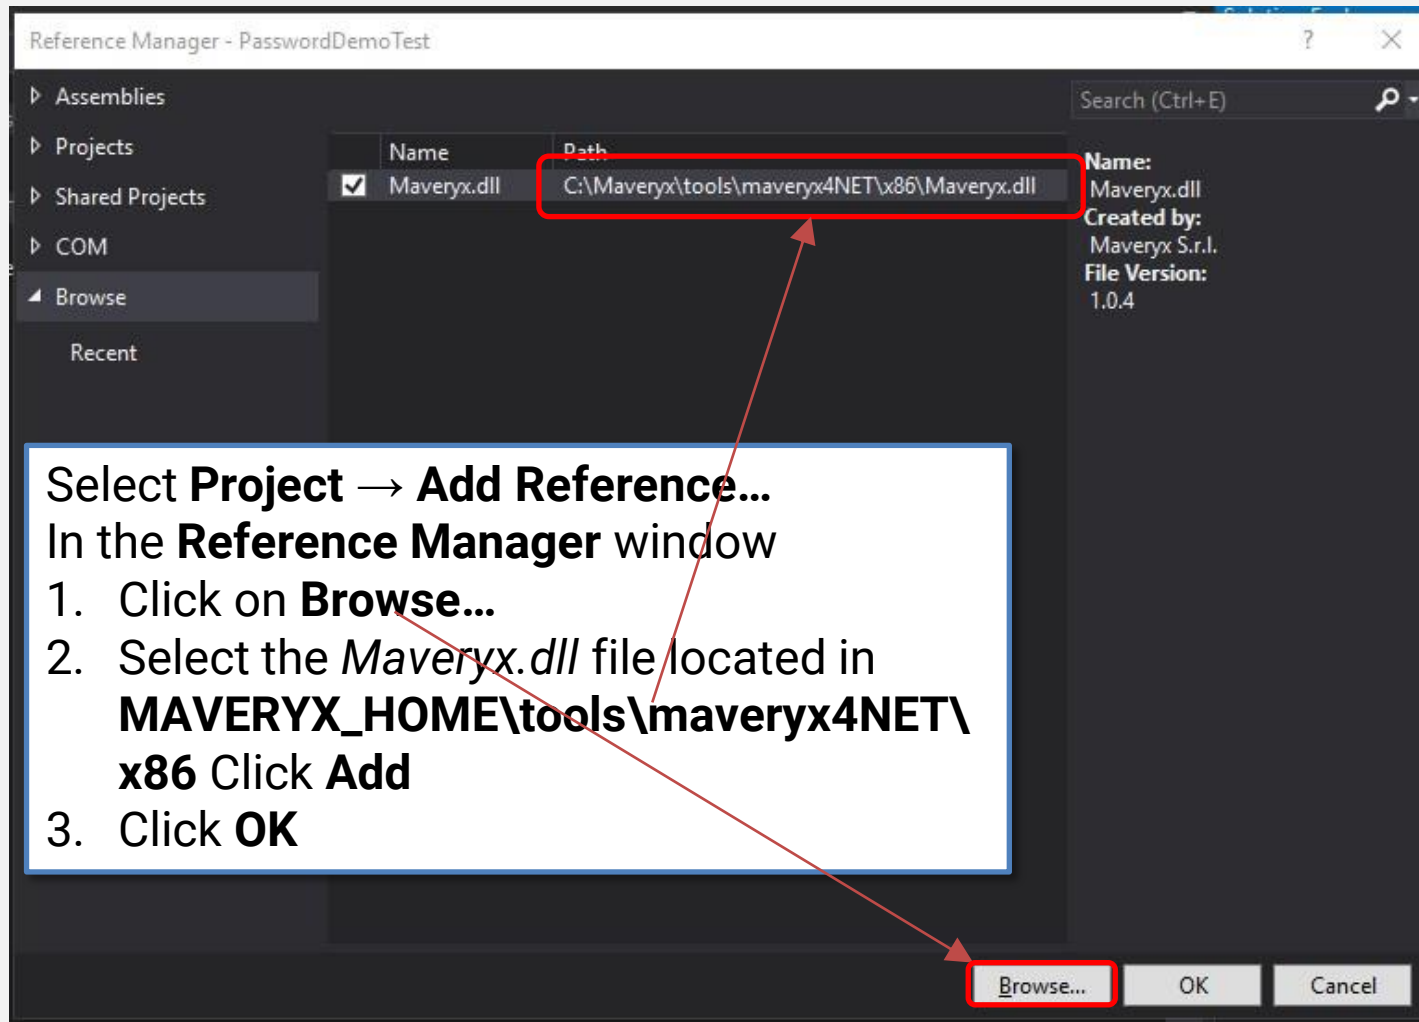 Reference Manager - PasswordDemoTest
? ×
Assemblies
Search (Ctrl+E)
Projects
Shared Projects
COM
Browse
Recent
Name Path
Maveryx.dll C:\Maveryx\tools\maveryx4NET\x86\Maveryx.dll
Name:
Maveryx.dll
Created by:
Maveryx S.r.l.
File Version:
1.0.4
Select Project → Add Reference…
In the Reference Manager window
1. Click on Browse…
2. Select the Maveryx.dll file located in
MAVERYX_HOME\tools\maveryx4NET\
x86 Click Add
3. Click OK
Browse... OK Cancel